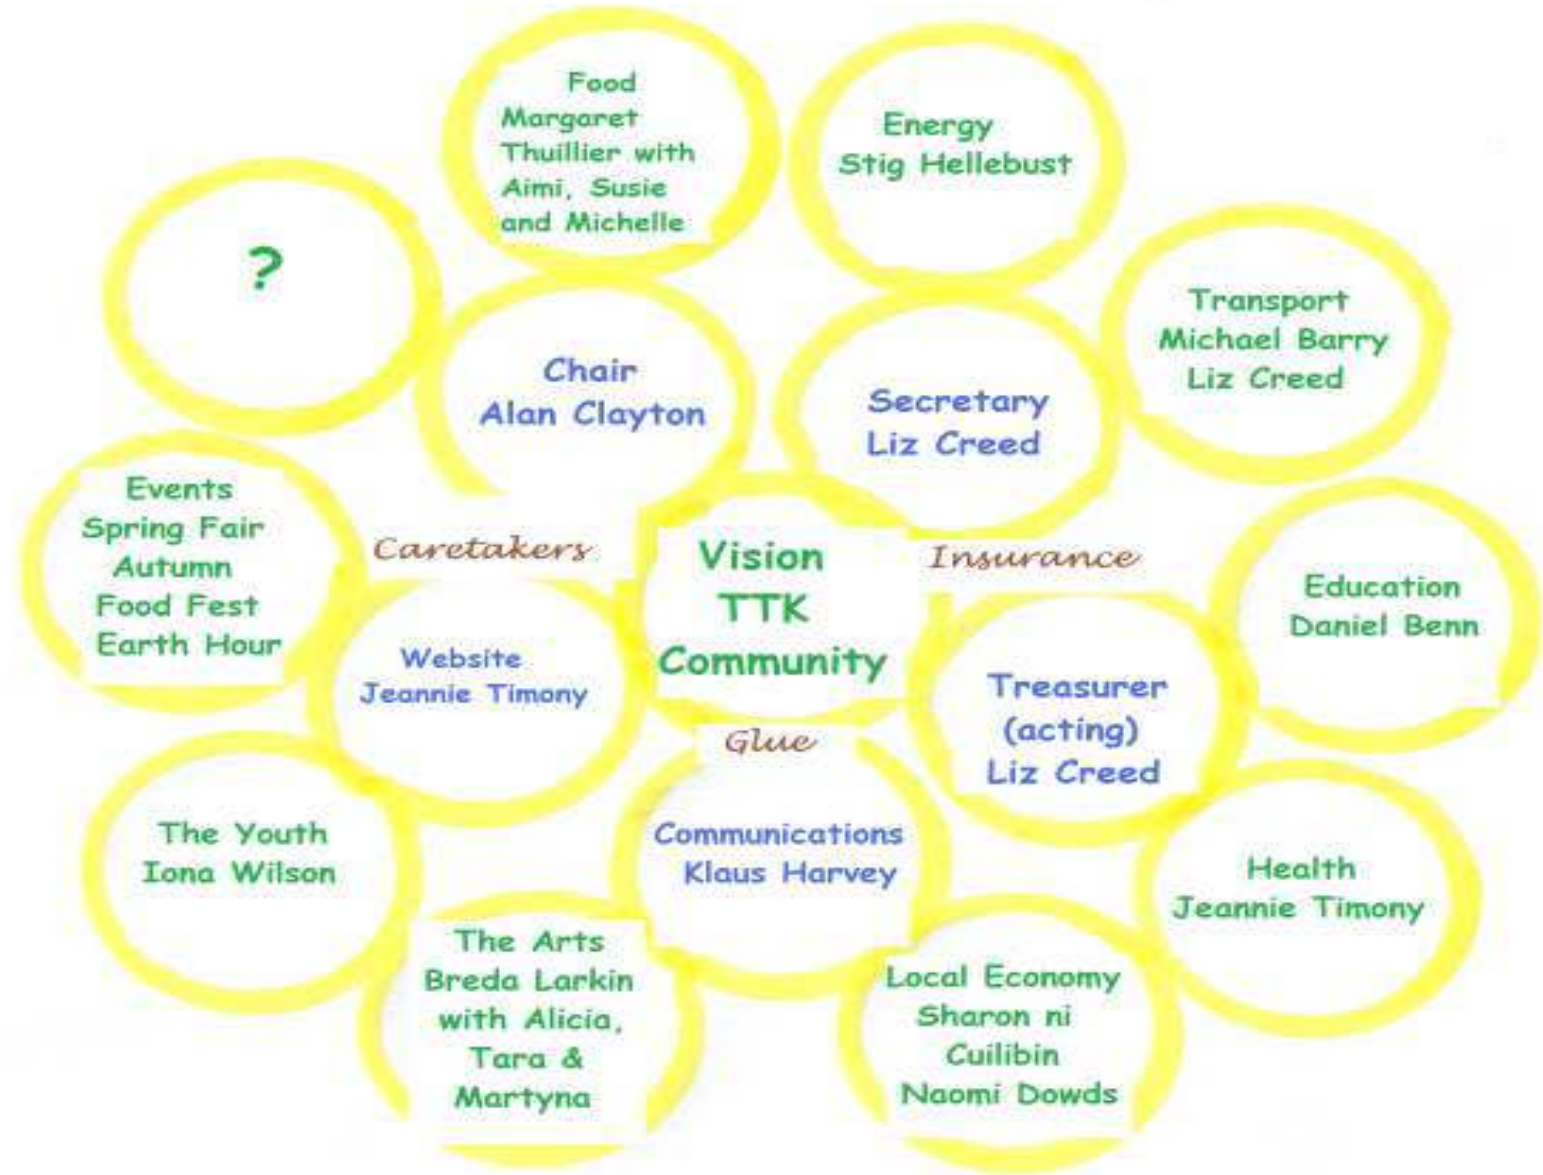 Food
Margaret
Thuillier with
Aimi, Susie
and Michelle
Energy
Stig Hellebust
?
Transport
Michael Barry
Liz Creed
Chair
Alan Clayton
Secretary
Liz Creed
Events
Spring Fair
Autumn
Food Fest
Earth Hour
Caretakers
Vision
TTK
Community
Insurance
Education
Daniel Benn
Website
Jeannie Timony
Treasurer
(acting)
Liz Creed
Glue
The Youth
Iona Wilson
Communications
Klaus Harvey
Health
Jeannie Timony
The Arts
Breda Larkin
with Alicia,
Tara &
Martyna
Local Economy
Sharon ni
Cuilibin
Naomi Dowds